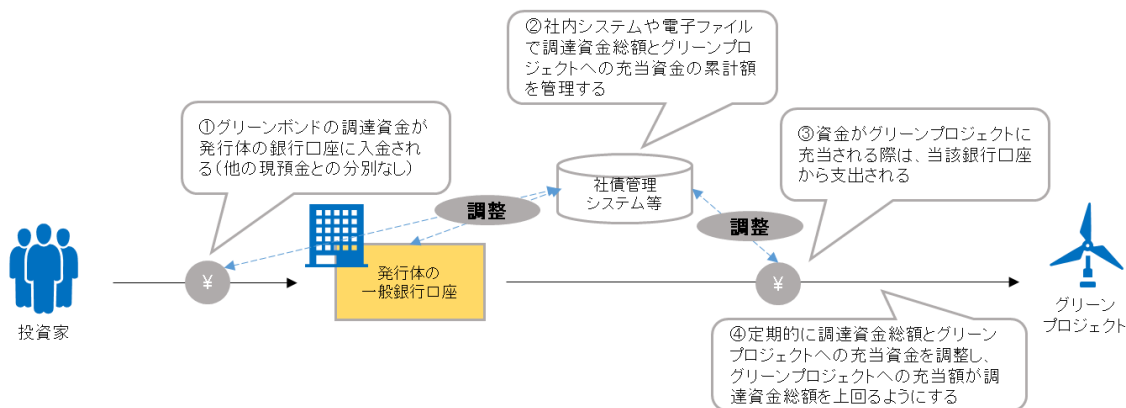 ②社内システムや電子ファイル
で調達資金総額とグリーンプロ
ジェクトへの充当資金の累計額
を管理する
①グリーンボンドの調達資金が
発行体の銀行口座に入金され
る(他の現預金との分別なし)
③資金がグリーンプロジェクトに
充当される際は、当該銀行口座
から支出される
社債管理
システム等
調整
調整
¥
発行体の
一般銀行口座
¥
投資家
グリーン
プロジェクト
④定期的に調達資金総額とグリーン
プロジェクトへの充当資金を調整し、
グリーンプロジェクトへの充当額が調
達資金総額を上回るようにする